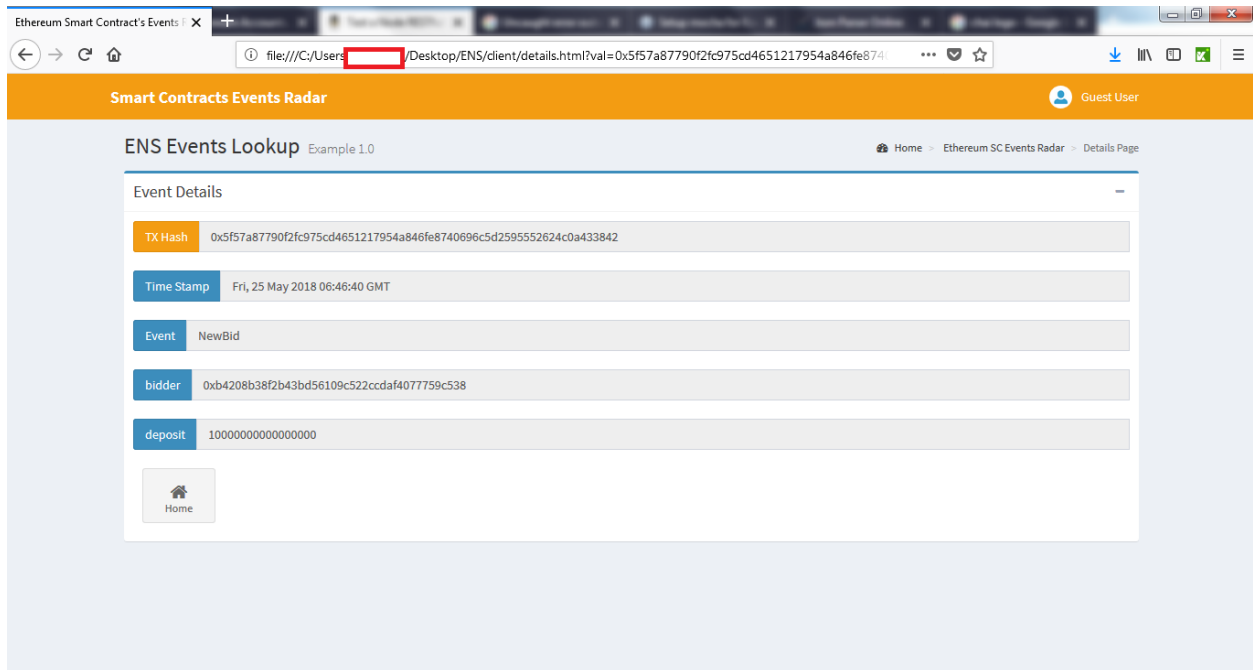 Ethereum Smart Contract's Events
file:///C:/Users /Desktop/ENS/client/details.html?val=0x5f57a87790f2fc975cd4651217954a846fe874
Smart Contracts Events Radar
Guest User
ENS Events Lookup Example 1.0
Home > Ethereum SC Events Radar > Details Page
Event Details
TX Hash 0x5f57a87790f2fc975cd4651217954a846fe8740696c5d2595552624c0a433842
Time Stamp Fri, 25 May 2018 06:46:40 GMT
Event NewBid
bidder 0xb4208b38f2b43bd56109c522ccdaf4077759c538
deposit 10000000000000000
Home